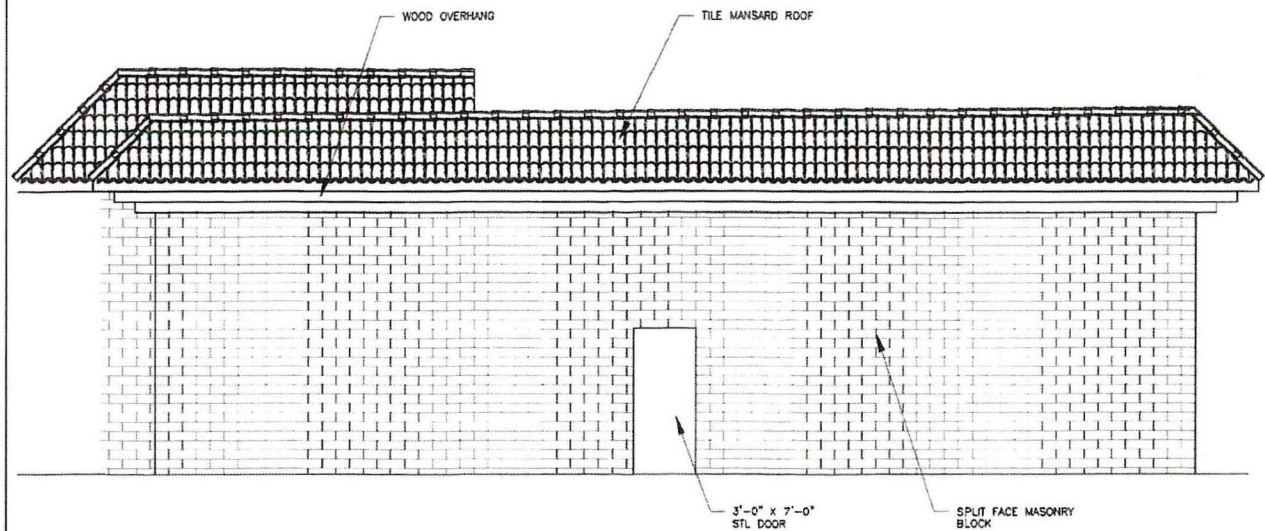 WOOD OVERHANG
TILE MANSARD ROOF
3'-0" X 7'-0"
STL DOOR
SPLIT FACE MASONRY
BLOCK